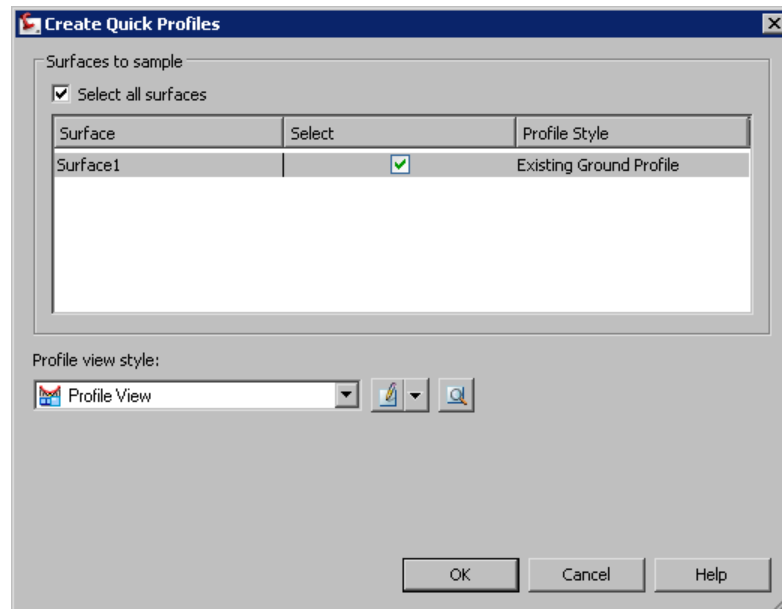 Create Quick Profiles
Surfaces to sample
Select all surfaces
Surface Select Profile Style
Surface1 Existing Ground Profile
Profile view style:
Profile View
OK Cancel Help